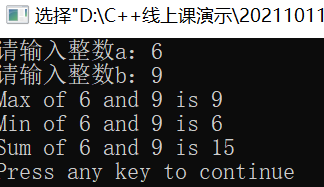 选择"D:\C++线上课演示\20211011
请输入整数a：6
请输入整数b：9
Max of 6 and 9 is 9
Min of 6 and 9 is 6
Sum of 6 and 9 is 15
Press any key to continue